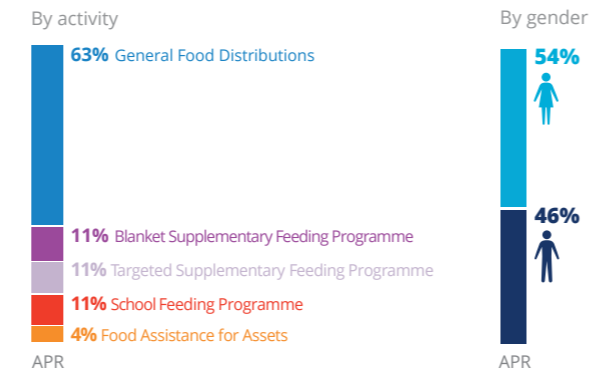 By activity
63% General Food Distributions
11% Blanket Supplementary Feeding Programme
11% Targeted Supplementary Feeding Programme
11% School Feeding Programme
4% Food Assistance for Assets
APR
By gender
54%
46%
APR